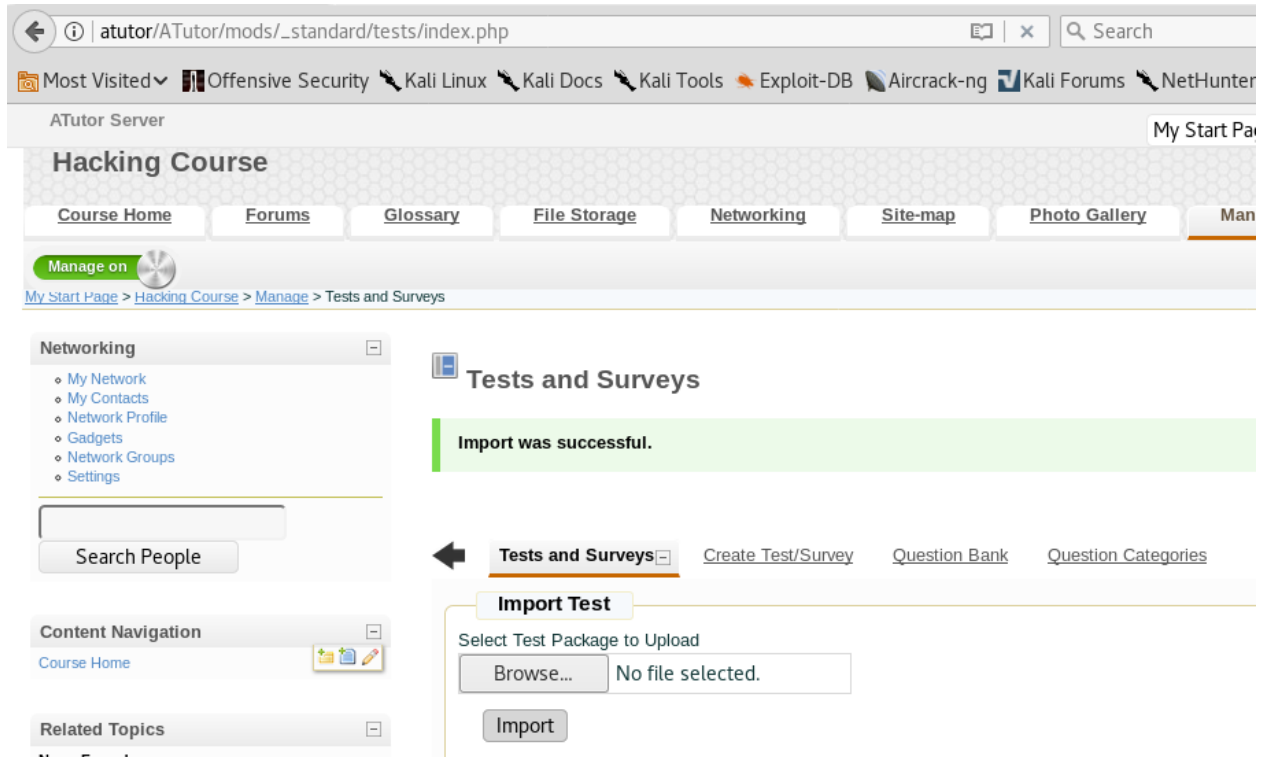 atutor/ATutor/mods/_standard/tests/index.php Search
Most Visited Offensive Security Kali Linux Kali Docs Kali Tools Exploit-DB Aircrack-ng Kali Forums NetHunter
ATutor Server
My Start Pa
Hacking Course
Course Home Forums Glossary File Storage Networking Site-map Photo Gallery Man
Manage on
My Start Page > Hacking Course > Manage > Tests and Surveys
Networking
My Network
My Contacts
Network Profile
Gadgets
Network Groups
Settings
Search People
Content Navigation
Course Home
Related Topics
Tests and Surveys
Import was successful.
Tests and Surveys Create Test/Survey Question Bank Question Categories
Import Test
Select Test Package to Upload
Browse... No file selected.
Import